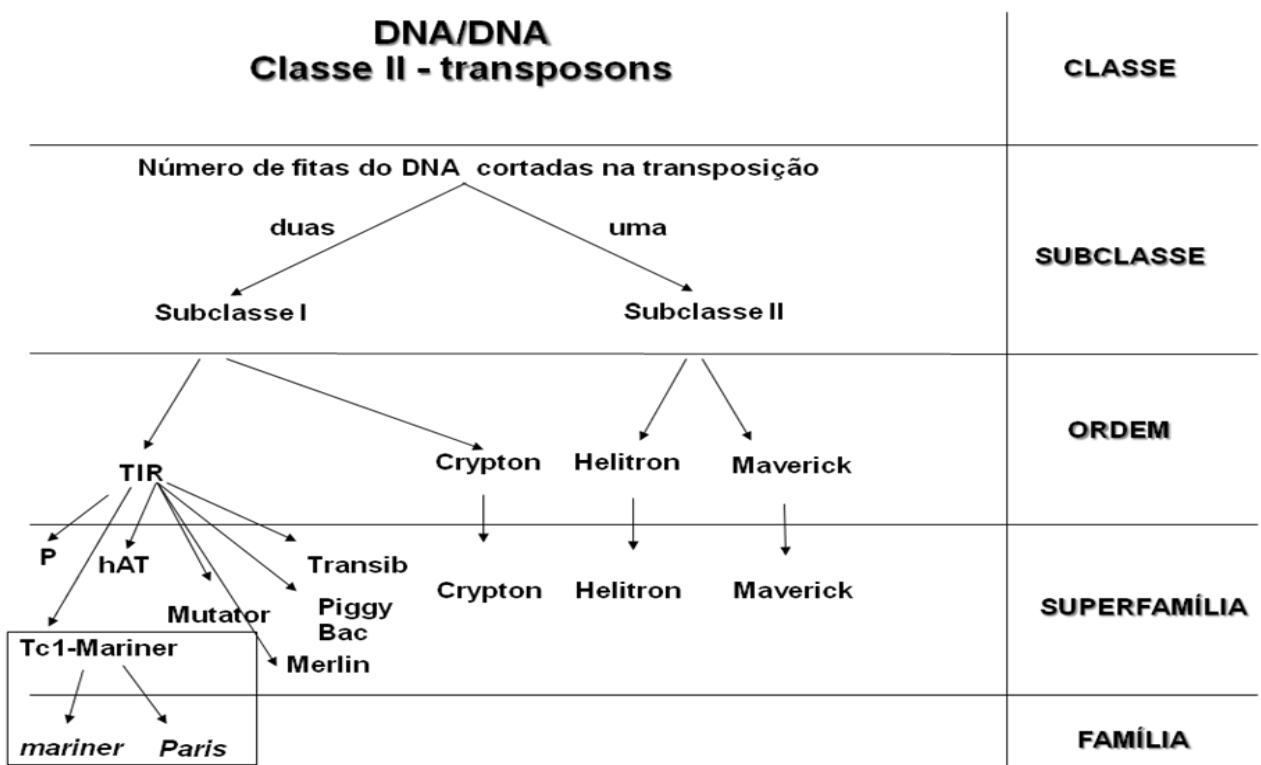 DNA/DNA
Classe II - transposons
CLASSE
Número de fitas do DNA cortadas na transposição
duas
uma
SUBCLASSE
Subclasse I
Subclasse II
ORDEM
TIR
Crypton
Helitron
Maverick
P
hAT
Transib
Mutator
Piggy
Bac
Crypton
Helitron
Maverick
SUPERFAMÍLIA
Tc1-Mariner
Merlin
mariner
Paris
FAMÍLIA